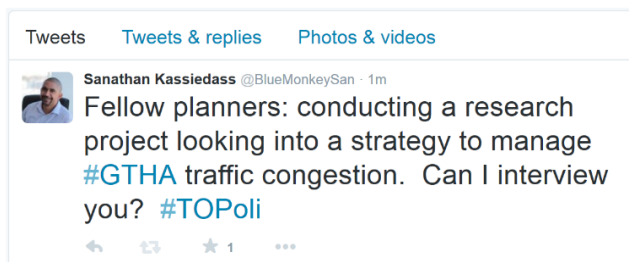 Tweets Tweets & replies Photos & videos
Sanathan Kassiedass @BlueMonkeySan · 1m
Fellow planners: conducting a research
project looking into a strategy to manage
#GTHA traffic congestion.  Can I interview
you?  #TOPoli
1